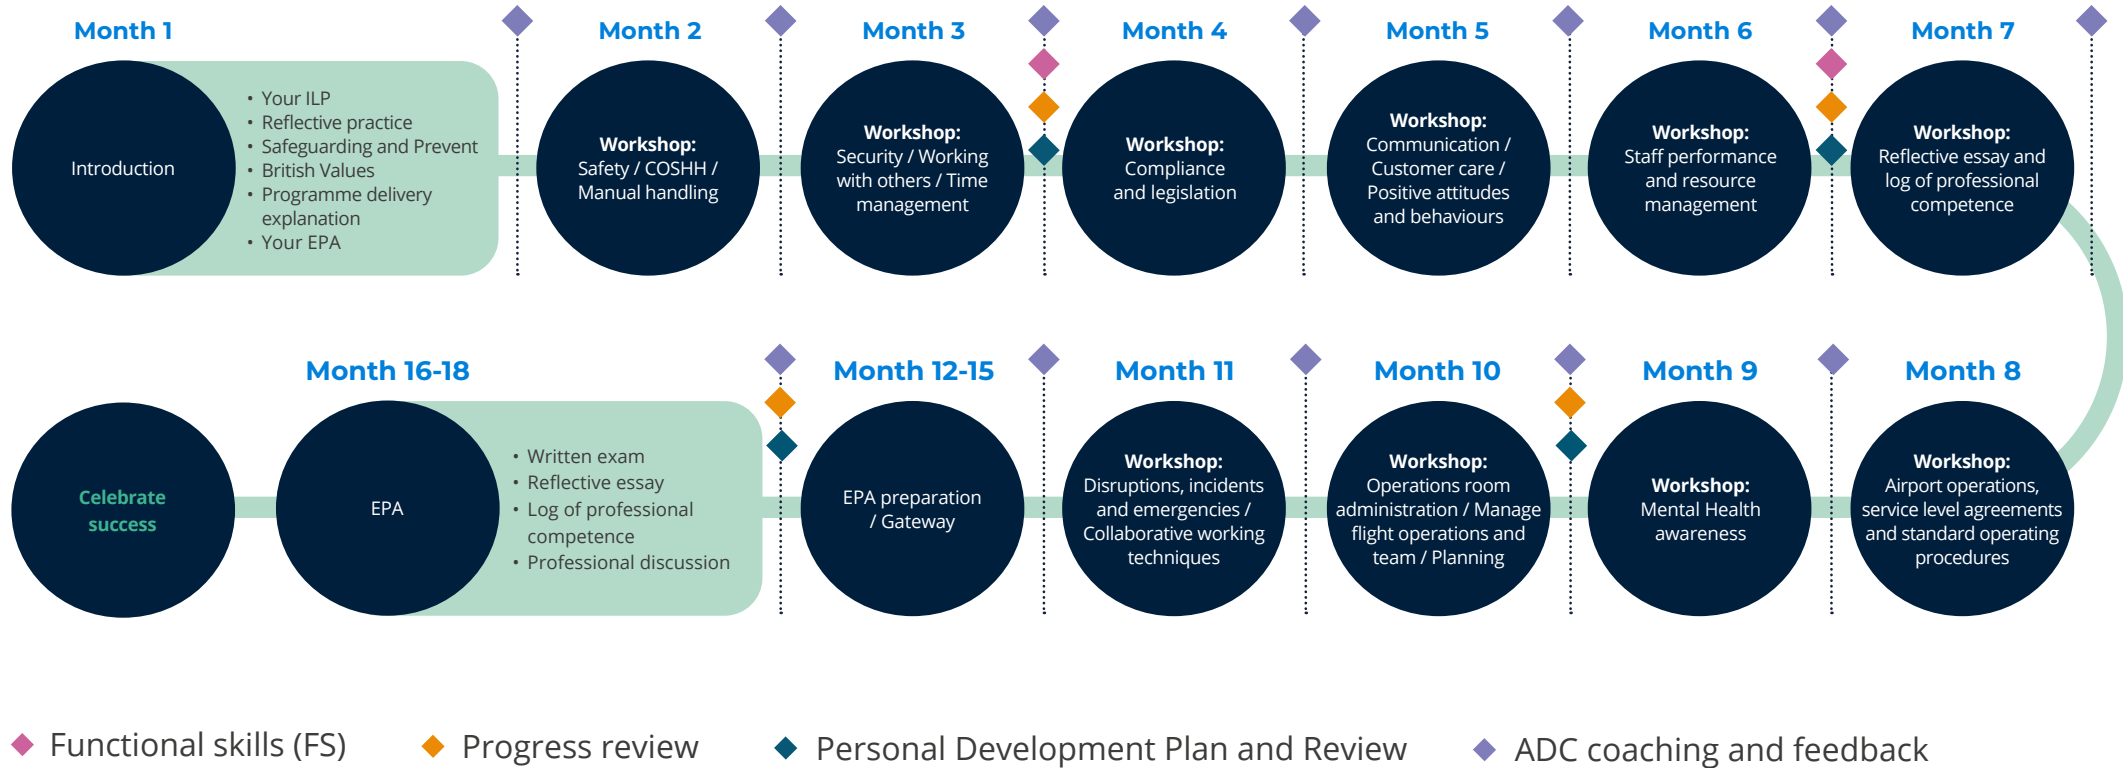 Month 1
Introduction
• Your ILP
• Reflective practice
• Safeguarding and Prevent
• British Values
• Programme delivery
explanation
• Your EPA
Month 2
Workshop:
Safety / COSHH /
Manual handling
Month 3
Workshop:
Security / Working
with others / Time
management
Month 4
Workshop:
Compliance
and legislation
Month 5
Workshop:
Communication /
Customer care /
Positive attitudes
and behaviours
Month 6
Workshop:
Staff performance
and resource
management
Month 7
Workshop:
Reflective essay and
log of professional
competence
Month 8
Workshop:
Airport operations,
service level agreements
and standard operating
procedures
Month 9
Workshop:
Mental Health
awareness
Month 10
Workshop:
Operations room
administration / Manage
flight operations and
team / Planning
Month 11
Workshop:
Disruptions, incidents
and emergencies /
Collaborative working
techniques
Month 12-15
EPA preparation
/ Gateway
Month 16-18
EPA
• Written exam
• Reflective essay
• Log of professional
competence
• Professional discussion
Celebrate
success
Functional skills (FS)
Progress review
Personal Development Plan and Review
ADC coaching and feedback